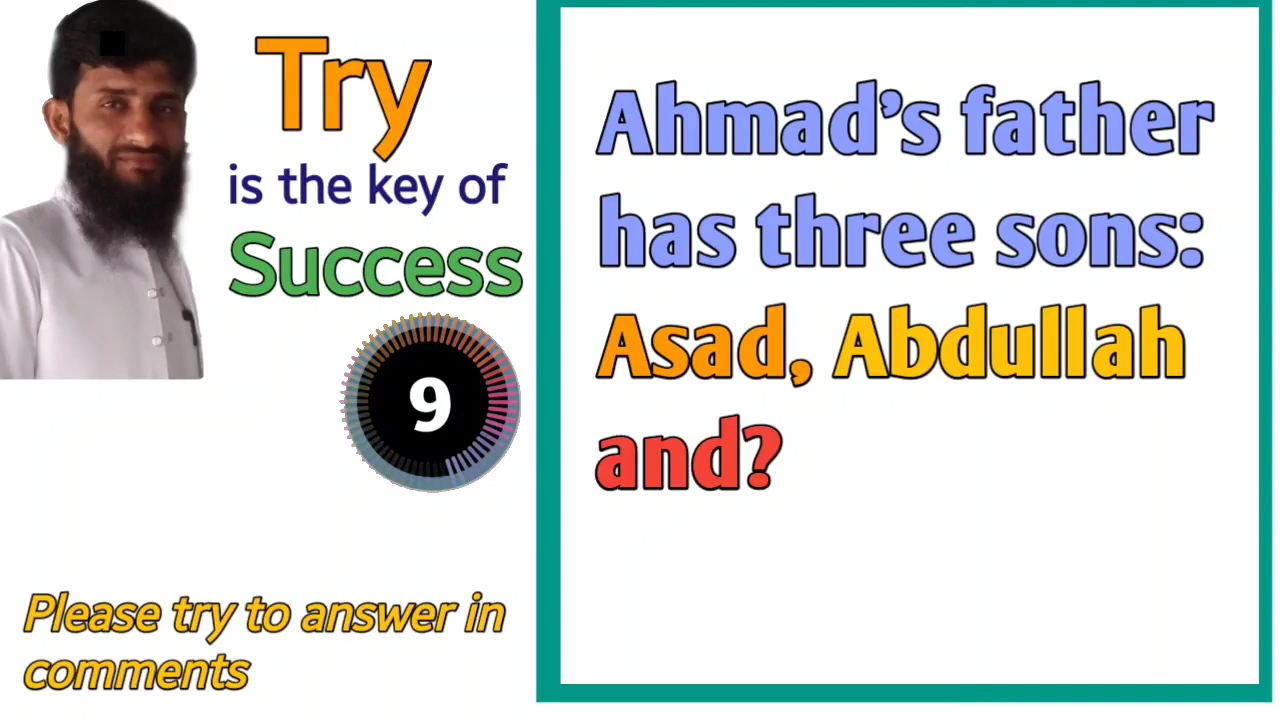 Try
is the key of
Success
9
Please try to answer in
comments
Ahmad’s father
has three sons:
Asad, Abdullah
and?